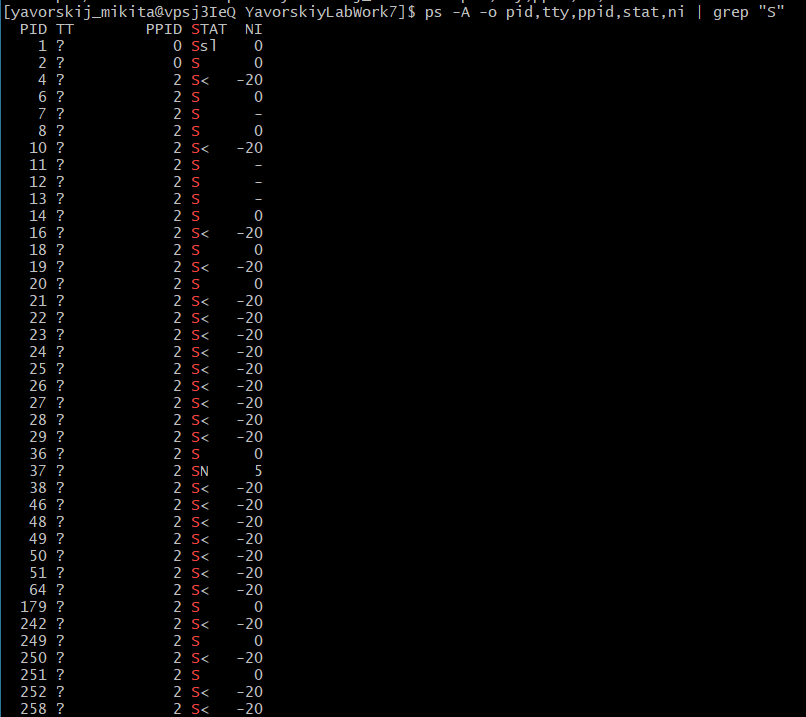 [yavorskij_mikita@vpsj3IeQ YavorskiyLabWork7]$ ps -A -o pid,tty,ppid,stat,ni | grep "S"
  PID TT        PPID STAT  NI
    1 ?            0 Ssl    0
    2 ?            0 S      0
    4 ?            2 S<   -20
    6 ?            2 S      0
    7 ?            2 S      -
    8 ?            2 S      0
   10 ?            2 S<   -20
   11 ?            2 S      -
   12 ?            2 S      -
   13 ?            2 S      -
   14 ?            2 S      0
   16 ?            2 S<   -20
   18 ?            2 S      0
   19 ?            2 S<   -20
   20 ?            2 S      0
   21 ?            2 S<   -20
   22 ?            2 S<   -20
   23 ?            2 S<   -20
   24 ?            2 S<   -20
   25 ?            2 S<   -20
   26 ?            2 S<   -20
   27 ?            2 S<   -20
   28 ?            2 S<   -20
   29 ?            2 S<   -20
   36 ?            2 S      0
   37 ?            2 SN     5
   38 ?            2 S<   -20
   46 ?            2 S<   -20
   48 ?            2 S<   -20
   49 ?            2 S<   -20
   50 ?            2 S<   -20
   51 ?            2 S<   -20
   64 ?            2 S<   -20
  179 ?            2 S      0
  242 ?            2 S<   -20
  249 ?            2 S      0
  250 ?            2 S<   -20
  251 ?            2 S      0
  252 ?            2 S<   -20
  258 ?            2 S<   -20